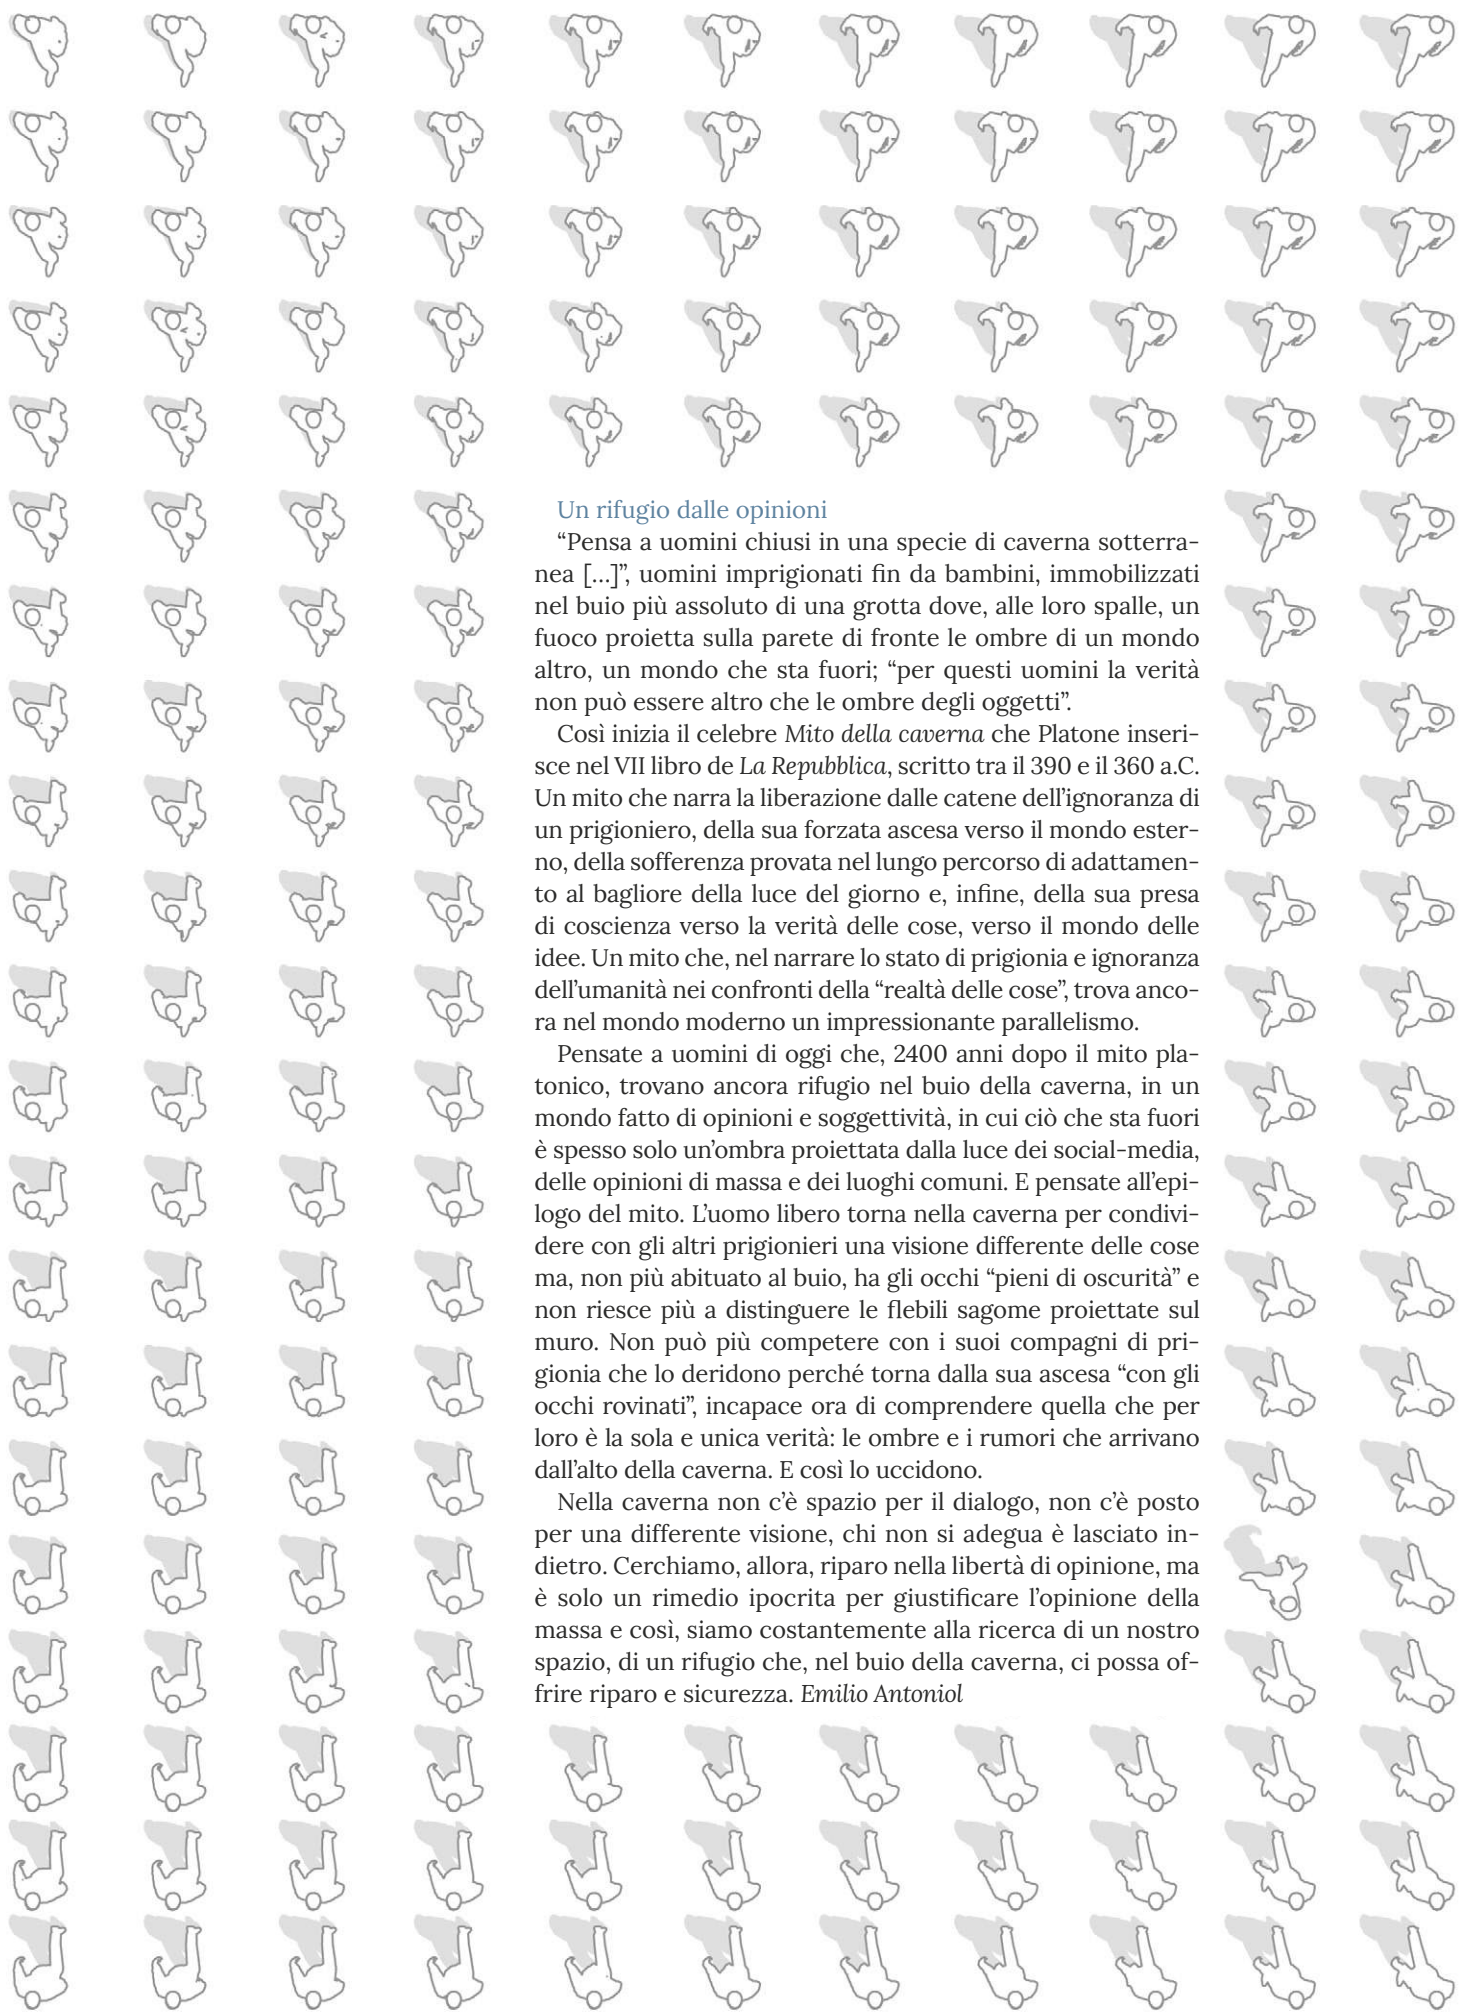 Un rifugio dalle opinioni
“Pensa a uomini chiusi in una specie di caverna sotterra-
nea [...]”, uomini imprigionati fin da bambini, immobilizzati
nel buio più assoluto di una grotta dove, alle loro spalle, un
fuoco proietta sulla parete di fronte le ombre di un mondo
altro, un mondo che sta fuori; “per questi uomini la verità
non può essere altro che le ombre degli oggetti”.
Così inizia il celebre Mito della caverna che Platone inseri-
sce nel VII libro de La Repubblica, scritto tra il 390 e il 360 a.C.
Un mito che narra la liberazione dalle catene dell’ignoranza di
un prigioniero, della sua forzata ascesa verso il mondo ester-
no, della sofferenza provata nel lungo percorso di adattamen-
to al bagliore della luce del giorno e, infine, della sua presa
di coscienza verso la verità delle cose, verso il mondo delle
idee. Un mito che, nel narrare lo stato di prigionia e ignoranza
dell’umanità nei confronti della “realtà delle cose”, trova anco-
ra nel mondo moderno un impressionante parallelismo.
Pensate a uomini di oggi che, 2400 anni dopo il mito pla-
tonico, trovano ancora rifugio nel buio della caverna, in un
mondo fatto di opinioni e soggettività, in cui ciò che sta fuori
è spesso solo un’ombra proiettata dalla luce dei social-media,
delle opinioni di massa e dei luoghi comuni. E pensate all’epi-
logo del mito. L’uomo libero torna nella caverna per condivi-
dere con gli altri prigionieri una visione differente delle cose
ma, non più abituato al buio, ha gli occhi “pieni di oscurità” e
non riesce più a distinguere le flebili sagome proiettate sul
muro. Non può più competere con i suoi compagni di pri-
gionia che lo deridono perché torna dalla sua ascesa “con gli
occhi rovinati”, incapace ora di comprendere quella che per
loro è la sola e unica verità: le ombre e i rumori che arrivano
dall’alto della caverna. E così lo uccidono.
Nella caverna non c’è spazio per il dialogo, non c’è posto
per una differente visione, chi non si adegua è lasciato in-
dietro. Cerchiamo, allora, riparo nella libertà di opinione, ma
è solo un rimedio ipocrita per giustificare l’opinione della
massa e così, siamo costantemente alla ricerca di un nostro
spazio, di un rifugio che, nel buio della caverna, ci possa of-
frire riparo e sicurezza. Emilio Antoniol